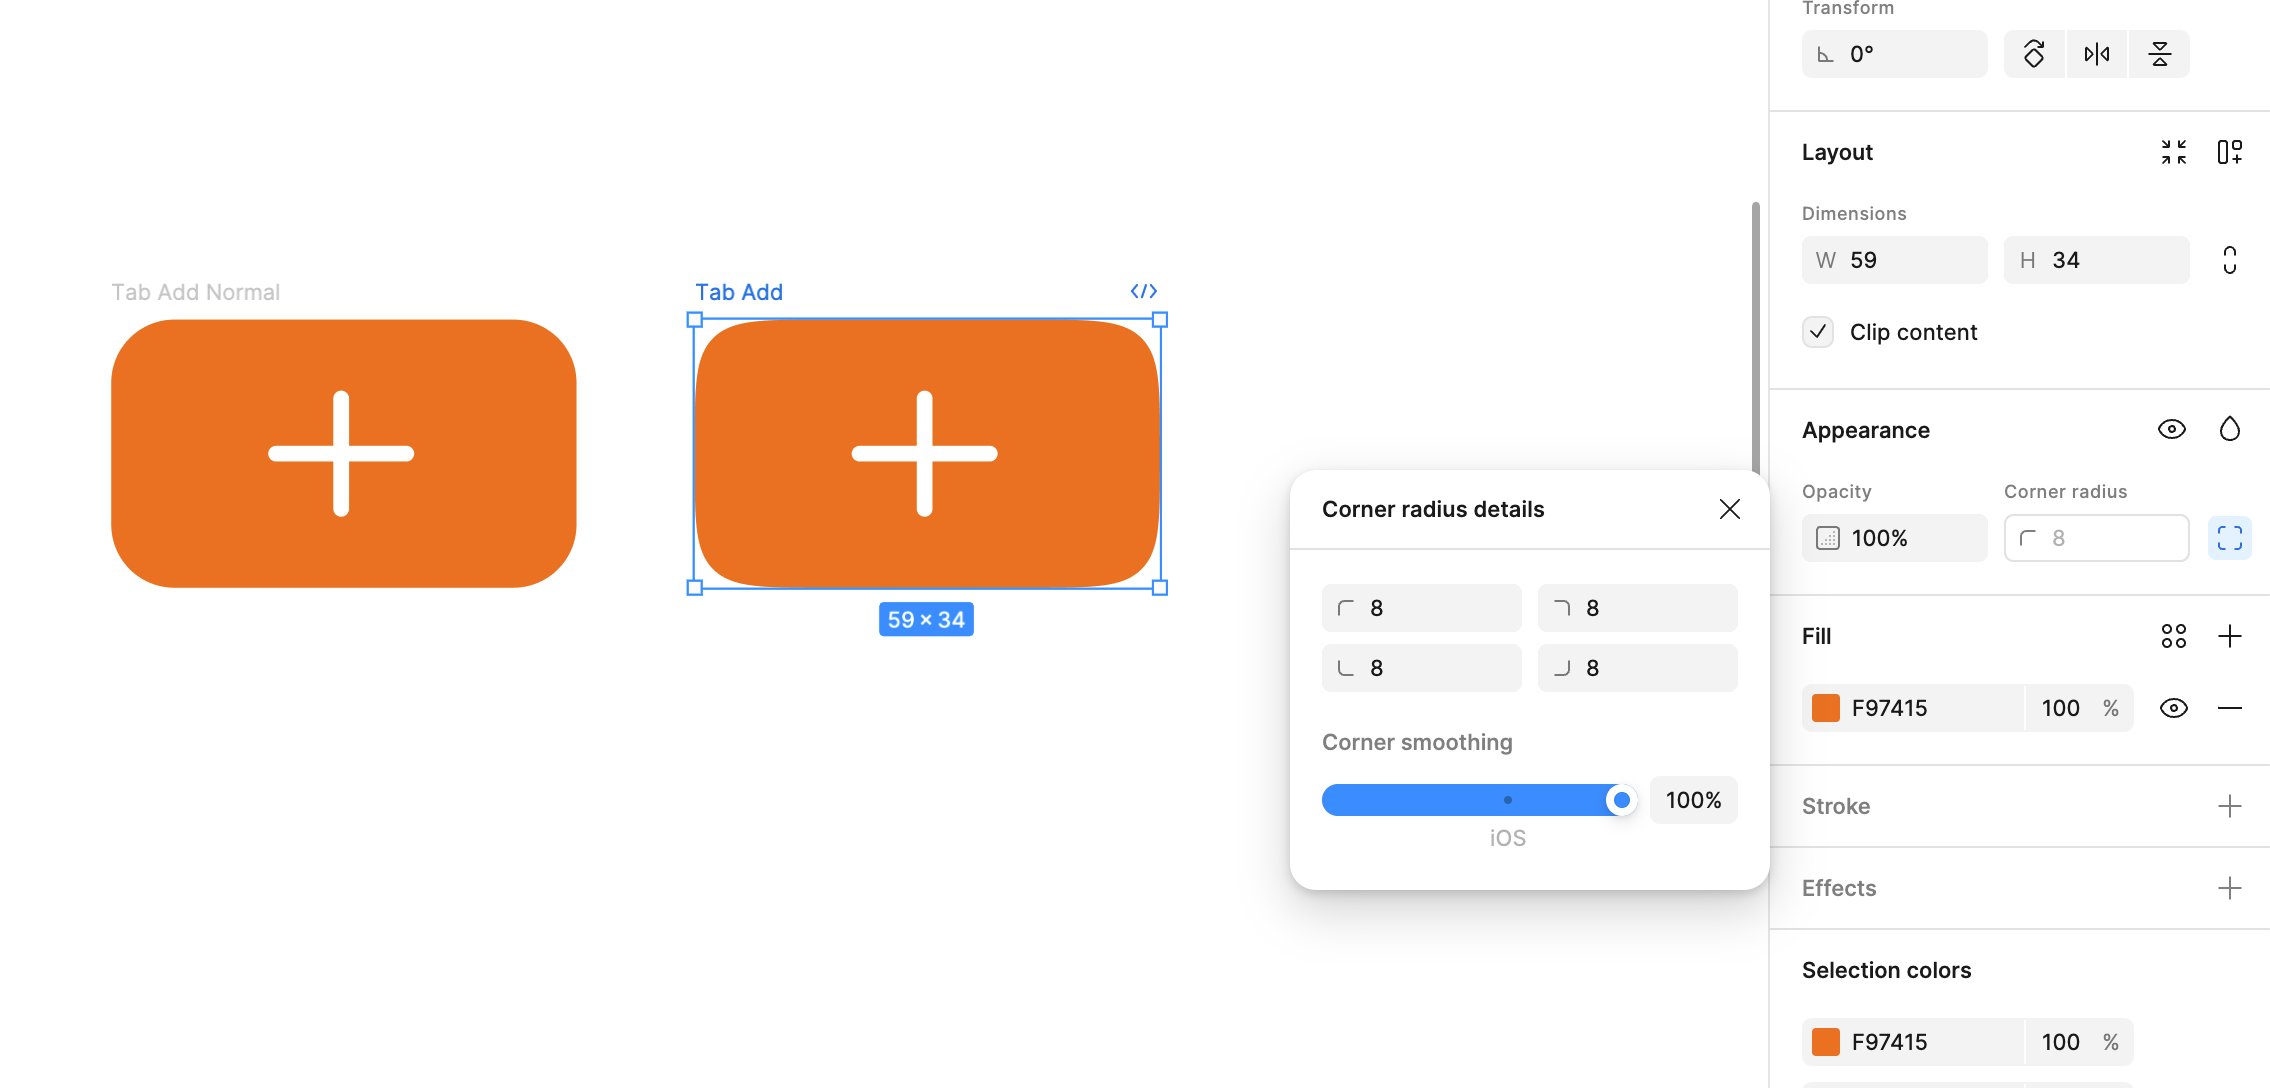 Transform
0°
Layout
Dimensions
W 59
H 34
Clip content
Tab Add Normal
Tab Add
</>
59 × 34
Appearance
Opacity
Corner radius
100%
8
Corner radius details
8
8
8
8
Corner smoothing
100%
iOS
Fill
F97415
100 %
Stroke
Effects
Selection colors
F97415
100 %